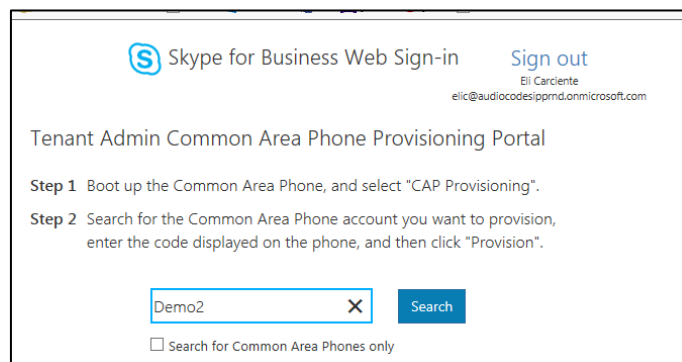 Skype for Business Web Sign-in
Sign out
Eli Carciente
elic@audiocodesipprnd.onmicrosoft.com
Tenant Admin Common Area Phone Provisioning Portal
Step 1 Boot up the Common Area Phone, and select "CAP Provisioning".
Step 2 Search for the Common Area Phone account you want to provision,
enter the code displayed on the phone, and then click "Provision".
Demo2
Search
Search for Common Area Phones only